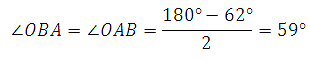 ∠OBA = ∠OAB = (180° − 62°)/2 = 59°